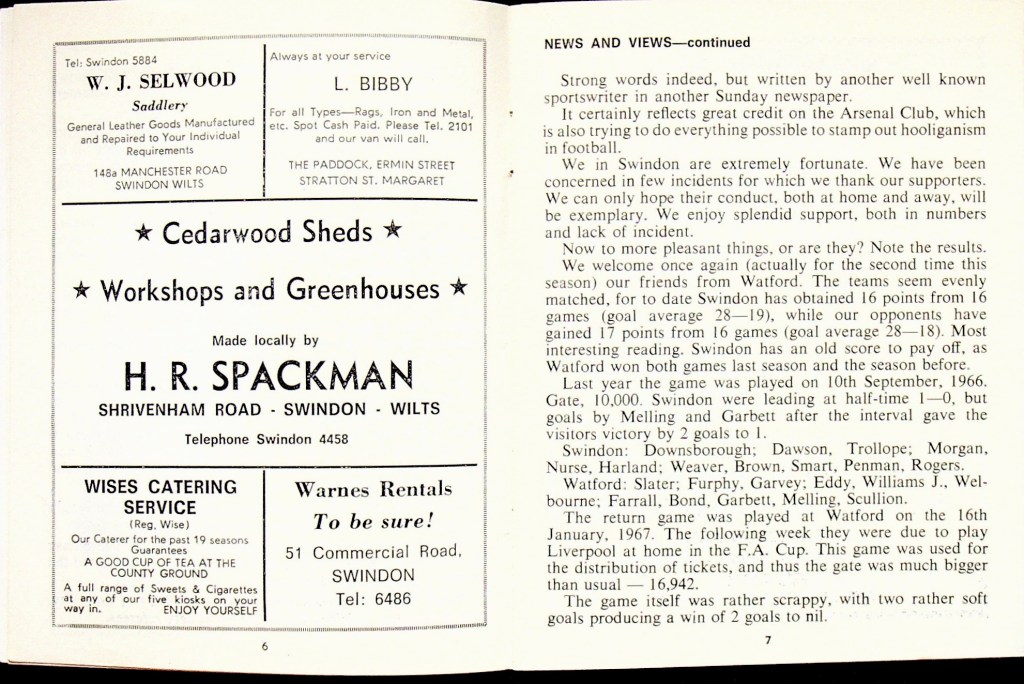 Tel: Swindon 5884
W. J. SELWOOD
Saddlery
General Leather Goods Manufactured
and Repaired to Your Individual
Requirements
148a MANCHESTER ROAD
SWINDON WILTS
Always at your service
L. BIBBY
For all Types—Rags, Iron and Metal,
etc. Spot Cash Paid. Please Tel. 2101
and our van will call.
THE PADDOCK, ERMIN STREET
STRATTON ST. MARGARET
★ Cedarwood Sheds ★
★ Workshops and Greenhouses ★
Made locally by
H. R. SPACKMAN
SHRIVENHAM ROAD - SWINDON - WILTS
Telephone Swindon 4458
WISES CATERING
SERVICE
(Reg, Wise)
Our Caterer for the past 19 seasons
Guarantees
A GOOD CUP OF TEA AT THE
COUNTY GROUND
A full range of Sweets & Cigarettes
at any of our five kiosks on your
way in. ENJOY YOURSELF
Warnes Rentals
To be sure!
51 Commercial Road,
SWINDON
Tel: 6486
6
NEWS AND VIEWS—continued
Strong words indeed, but written by another well known
sportswriter in another Sunday newspaper.
It certainly reflects great credit on the Arsenal Club, which
is also trying to do everything possible to stamp out hooliganism
in football.
We in Swindon are extremely fortunate. We have been
concerned in few incidents for which we thank our supporters.
We can only hope their conduct, both at home and away, will
be exemplary. We enjoy splendid support, both in numbers
and lack of incident.
Now to more pleasant things, or are they? Note the results.
We welcome once again (actually for the second time this
season) our friends from Watford. The teams seem evenly
matched, for to date Swindon has obtained 16 points from 16
games (goal average 28—19), while our opponents have
gained 17 points from 16 games (goal average 28—18). Most
interesting reading. Swindon has an old score to pay off, as
Watford won both games last season and the season before.
Last year the game was played on 10th September, 1966.
Gate, 10,000. Swindon were leading at half-time 1—0, but
goals by Melling and Garbett after the interval gave the
visitors victory by 2 goals to 1.
Swindon: Downsborough; Dawson, Trollope; Morgan,
Nurse, Harland; Weaver, Brown, Smart, Penman, Rogers.
Watford: Slater; Furphy, Garvey; Eddy, Williams J., Wel-
bourne; Farrall, Bond, Garbett, Melling, Scullion.
The return game was played at Watford on the 16th
January, 1967. The following week they were due to play
Liverpool at home in the F.A. Cup. This game was used for
the distribution of tickets, and thus the gate was much bigger
than usual — 16,942.
The game itself was rather scrappy, with two rather soft
goals producing a win of 2 goals to nil.
7